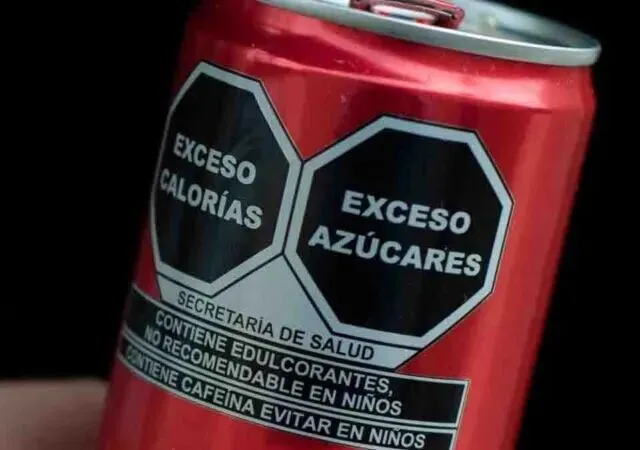 EXCESO
CALORÍAS
EXCESO
AZÚCARES
SECRETARÍA DE SALUD
CONTIENE EDULCORANTES,
NO RECOMENDABLE EN NIÑOS
CONTIENE CAFEÍNA EVITAR EN NIÑOS